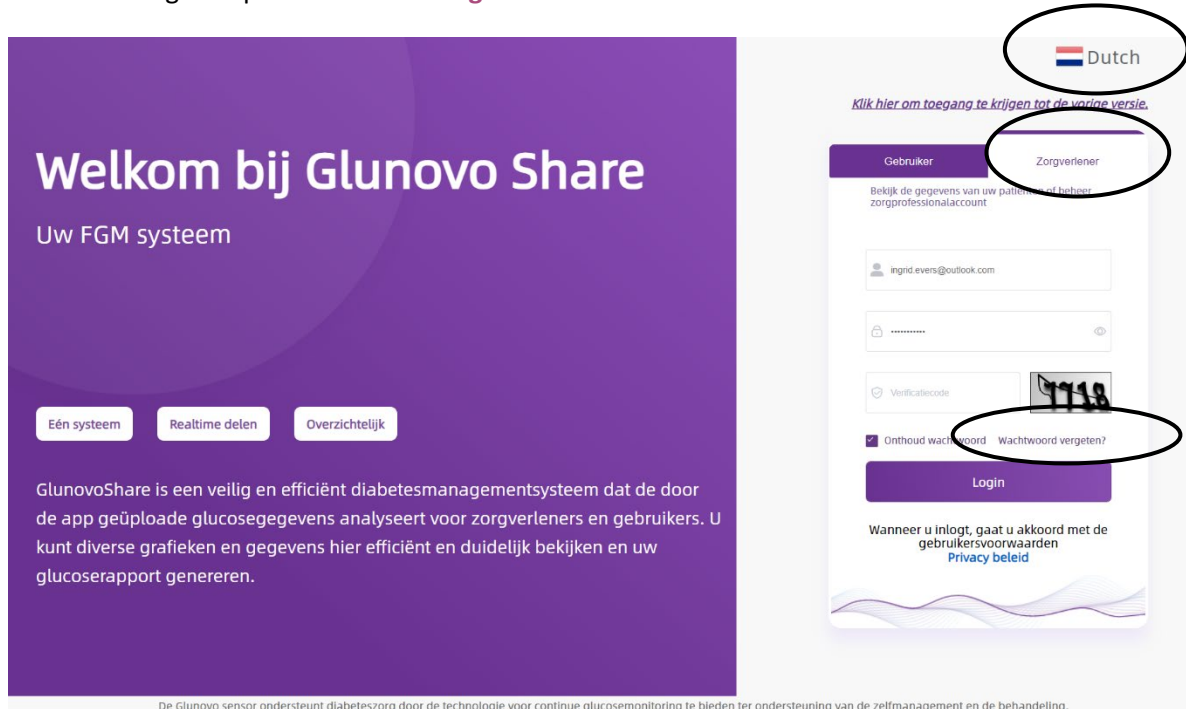 Dutch
Klik hier om toegang te krijgen tot de vorige versie.
Welkom bij Glunovo Share
Uw FGM systeem
Gebruiker
Zorgverlener
Bekijk de gegevens van uw patiënten of beheer
zorgprofessionalaccount
ingrid.evers@outlook.com
Verificatiecode
7718
Onthoud wachtwoord
Wachtwoord vergeten?
Login
Wanneer u inlogt, gaat u akkoord met de
gebruikersvoorwaarden
Privacy beleid
Eén systeem
Realtime delen
Overzichtelijk
GlunovoShare is een veilig en efficiënt diabetesmanagementsysteem dat de door
de app geüploade glucosegegevens analyseert voor zorgverleners en gebruikers. U
kunt diverse grafieken en gegevens hier efficiënt en duidelijk bekijken en uw
glucoserapport genereren.
De Glunovo sensor ondersteunt diabeteszorg door de technologie voor continue glucosemonitoring te bieden ter ondersteuning van de zelfmanagement en de behandeling.